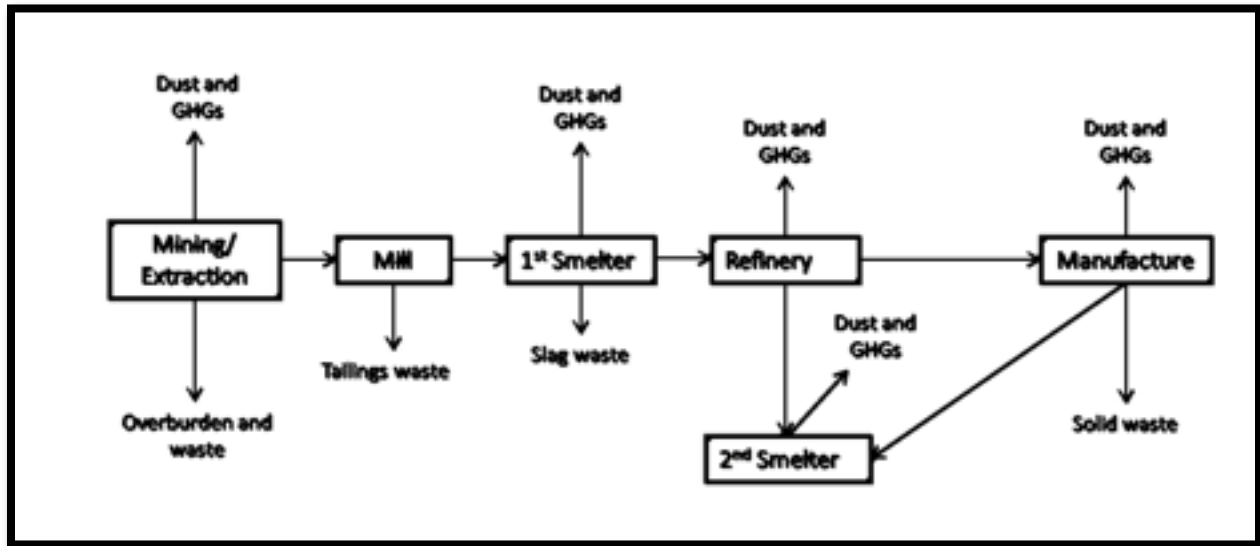 Dust and
GHGs
Dust and
GHGs
Dust and
GHGs
Dust and
GHGs
Mining/
Extraction
Mill
1st Smelter
Refinery
Manufacture
Tailings waste
Slag waste
Dust and
GHGs
Overburden and
waste
Solid waste
2nd Smelter